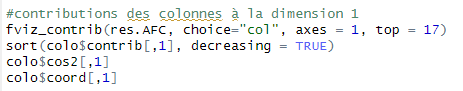 #contributions des colonnes à la dimension 1
fviz_contrib(res.AFC, choice="col", axes = 1, top = 17)
sort(colo$contrib[,1], decreasing = TRUE)
colo$cos2[,1]
colo$coord[,1]